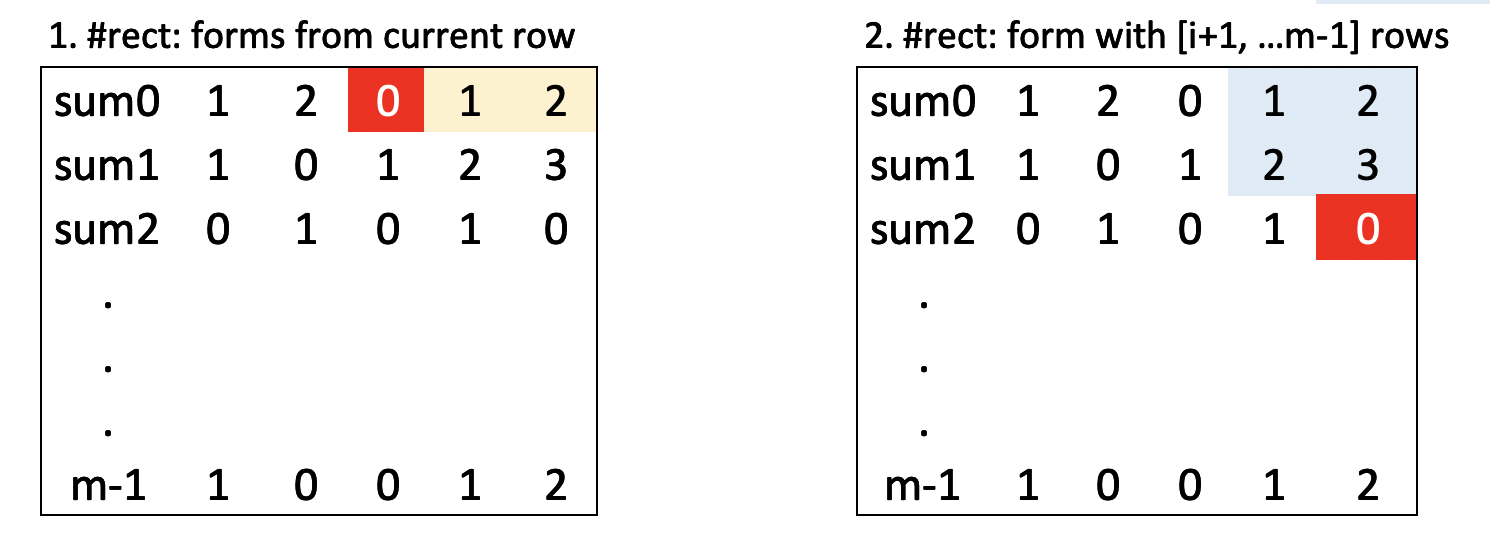 1. #rect: forms from current row
sum0 1 2 0 1 2
sum1 1 0 1 2 3
sum2 0 1 0 1 0
.
.
.
m-1 1 0 0 1 2
2. #rect: form with [i+1, ...m-1] rows
sum0 1 2 0 1 2
sum1 1 0 1 2 3
sum2 0 1 0 1 0
.
.
.
m-1 1 0 0 1 2